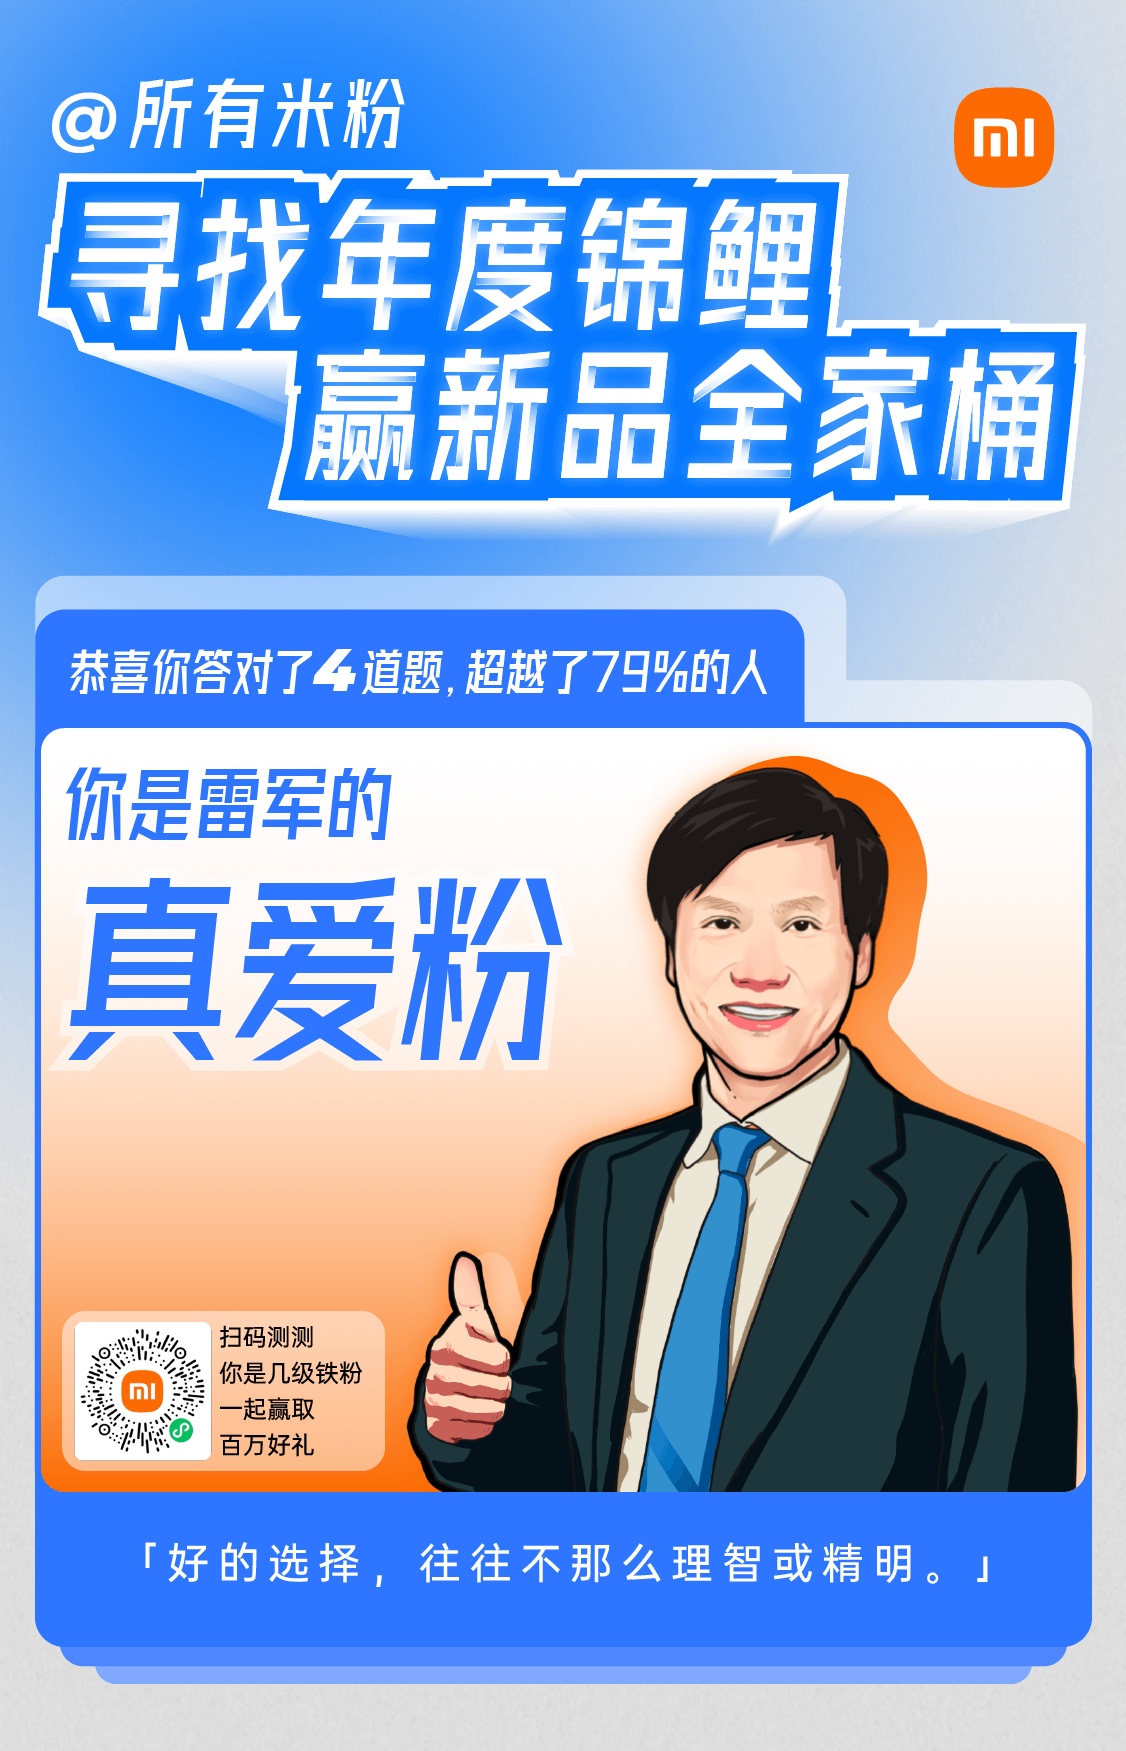 @所有米粉
mi
寻找年度锦鲤
赢新品全家桶
恭喜你答对了4道题,超越了79%的人
你是雷军的
真爱粉
mi
扫码测测
你是几级铁粉
一起赢取
百万好礼
「好的选择，往往不那么理智或精明。」